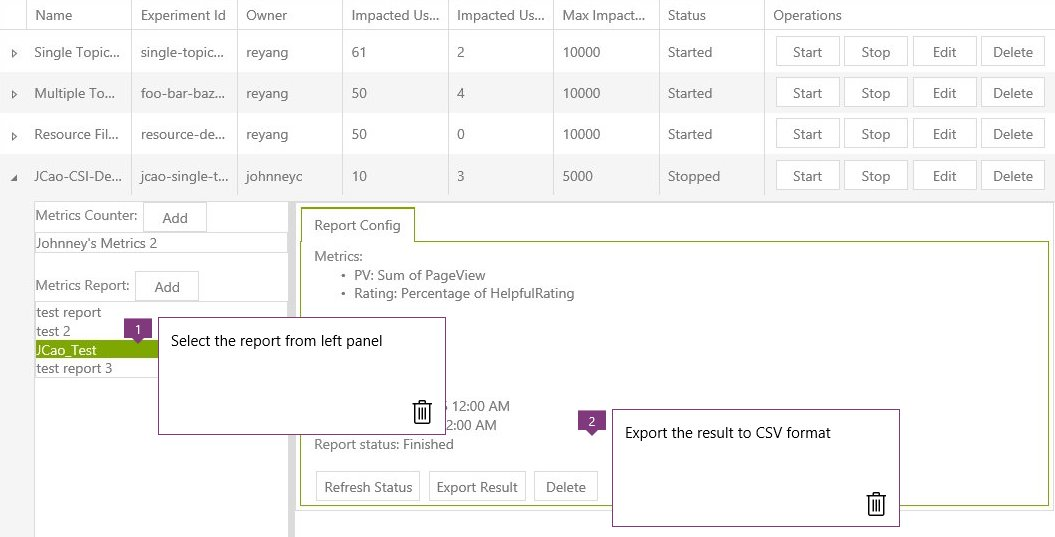 Name Experiment Id Owner Impacted Us... Impacted Us... Max Impact... Status Operations
Single Topic... single-topic... reyang 61 2 10000 Started Start Stop Edit Delete
Multiple To... foo-bar-baz... reyang 50 4 10000 Started Start Stop Edit Delete
Resource Fil... resource-de... reyang 50 0 10000 Started Start Stop Edit Delete
JCao-CSI-De... jcao-single-t... johnneyc 10 3 5000 Stopped Start Stop Edit Delete
Metrics Counter: Add
Johnney's Metrics 2
Metrics Report: Add
test report
test 2
JCao_Test
test report 3
1
Select the report from left panel
Report Config
Metrics:
• PV: Sum of PageView
• Rating: Percentage of HelpfulRating
12:00 AM
2:00 AM
Report status: Finished
Refresh Status Export Result Delete
2
Export the result to CSV format